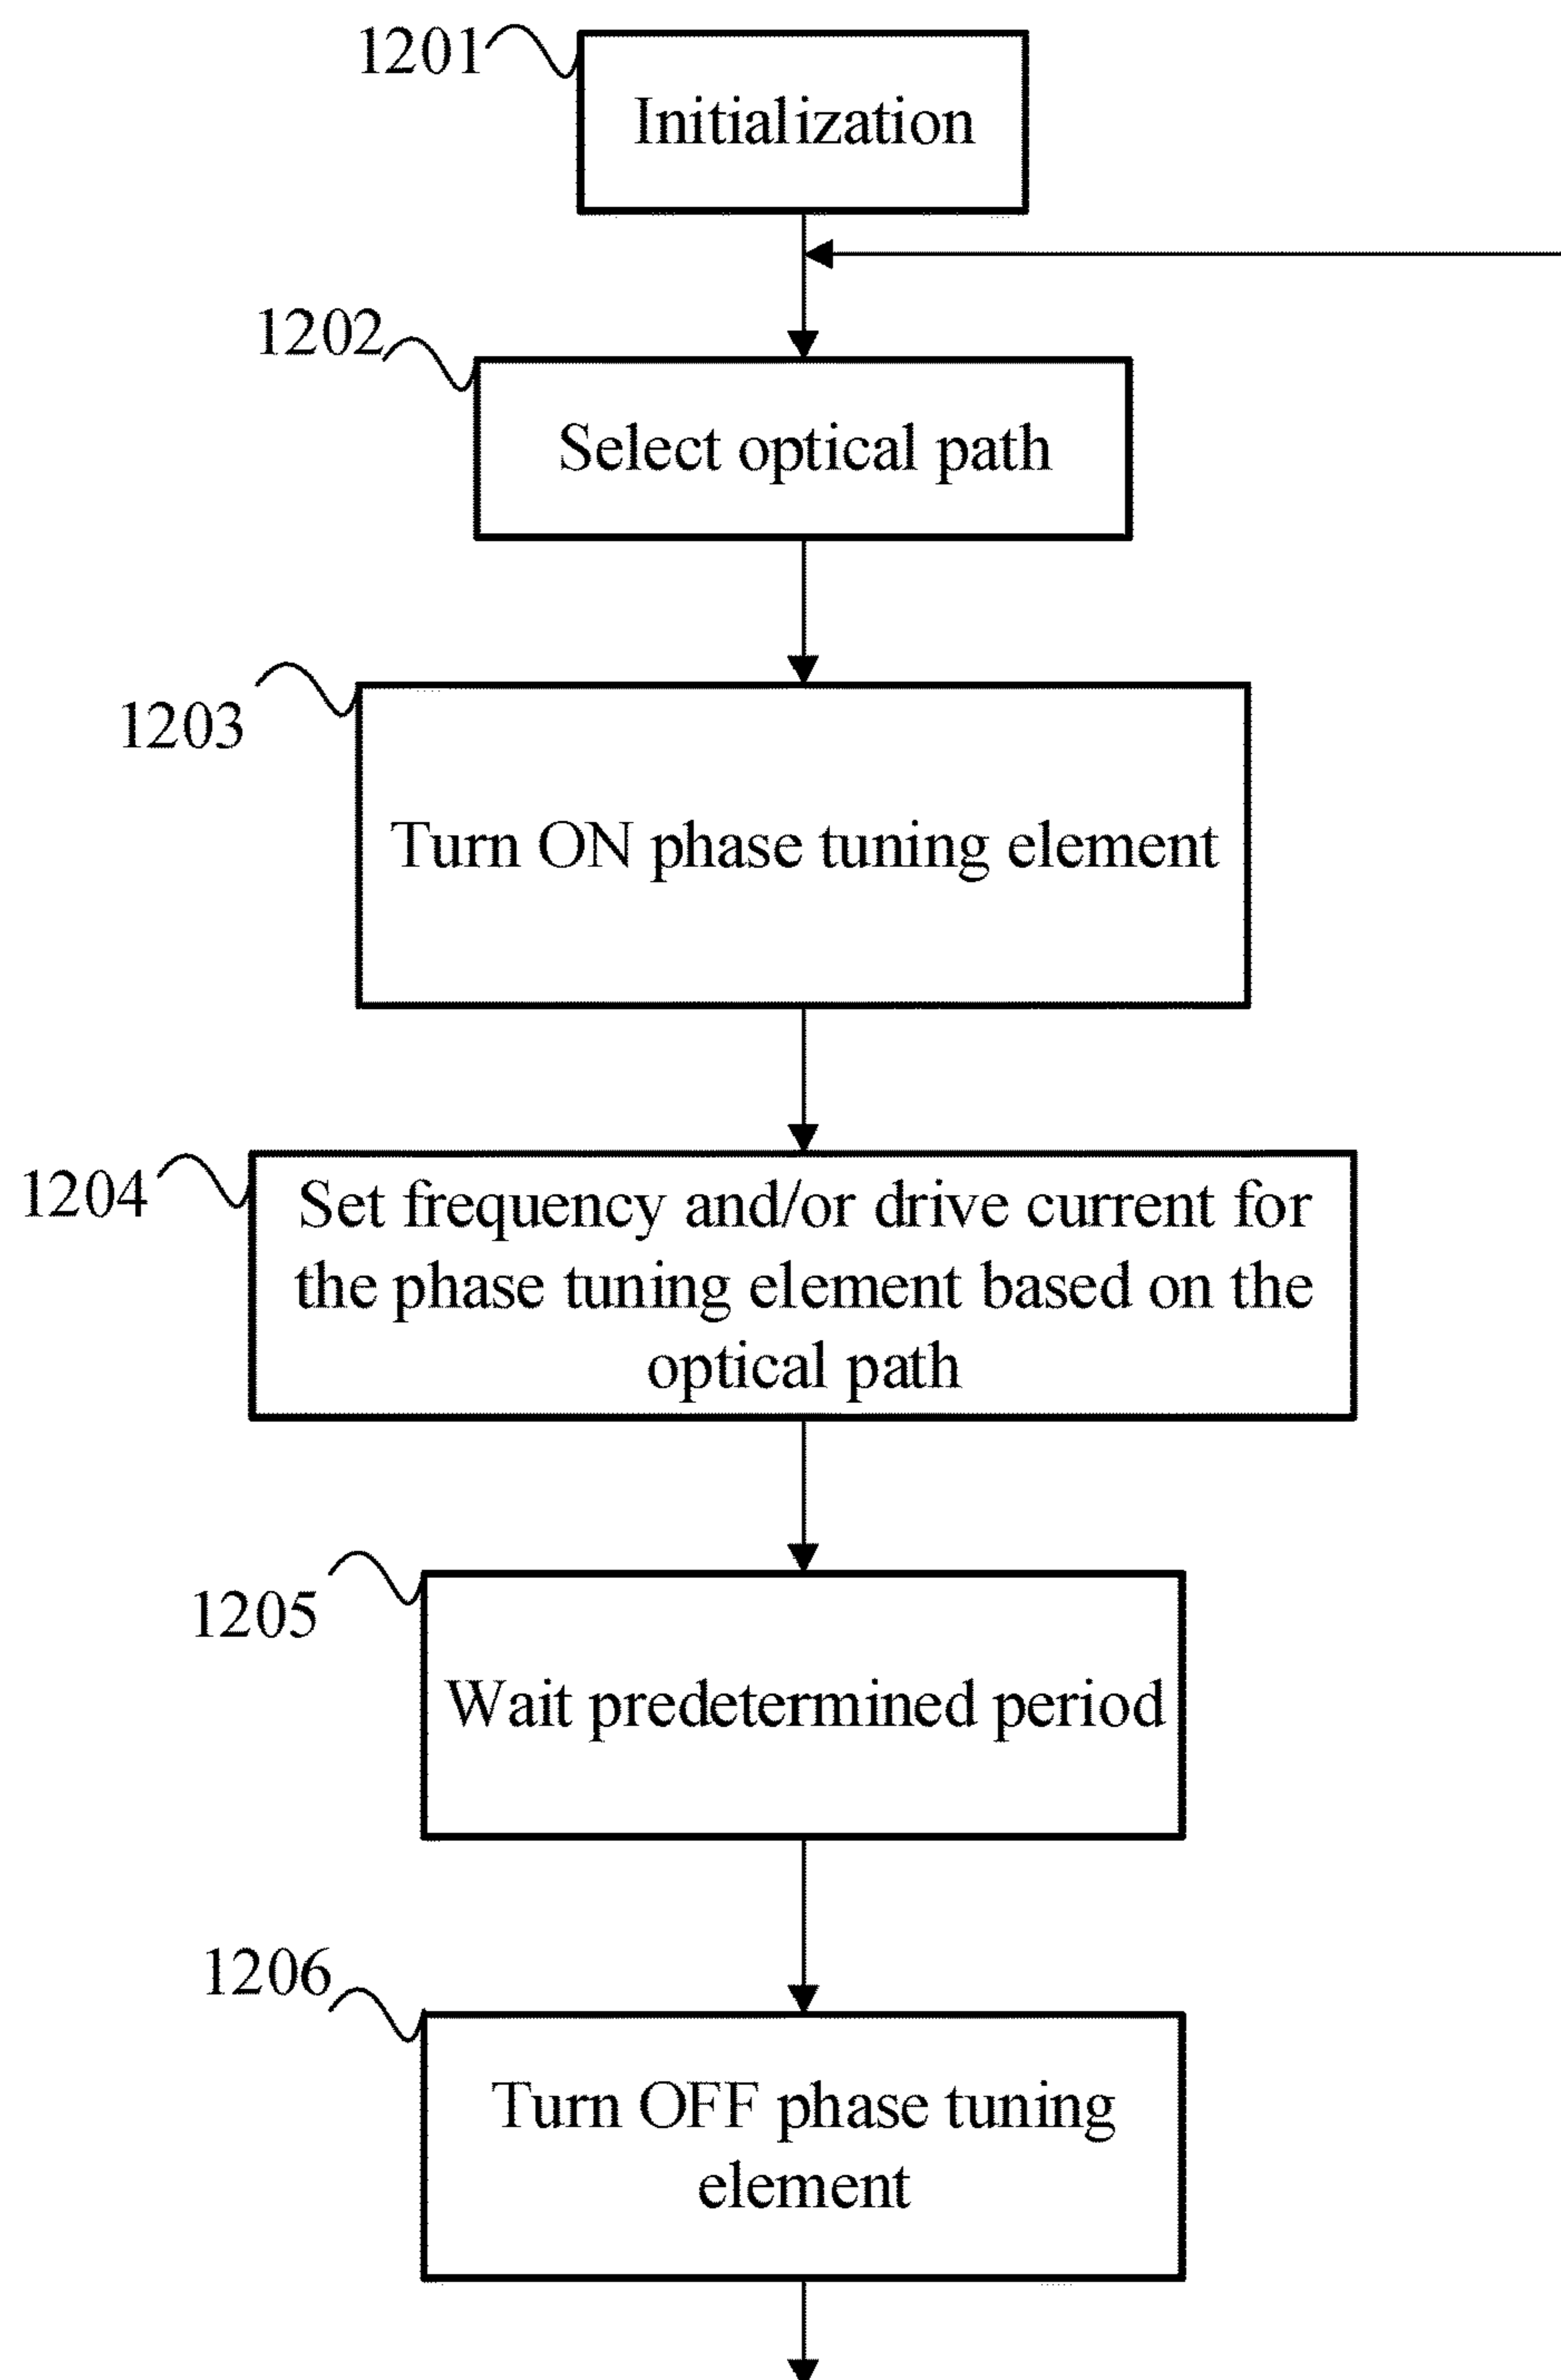 1201
Initialization
1202
Select optical path
1203
Turn ON phase tuning element
1204
Set frequency and/or drive current for
the phase tuning element based on the
optical path
1205
Wait predetermined period
1206
Turn OFF phase tuning
element